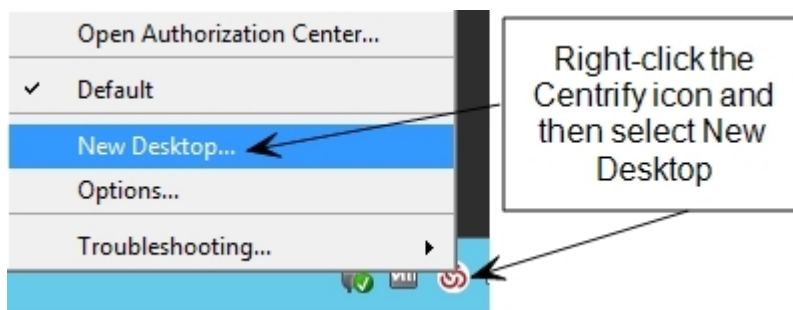 Open Authorization Center...
Default
New Desktop...
Options...
Troubleshooting...
Right-click the
Centrify icon and
then select New
Desktop